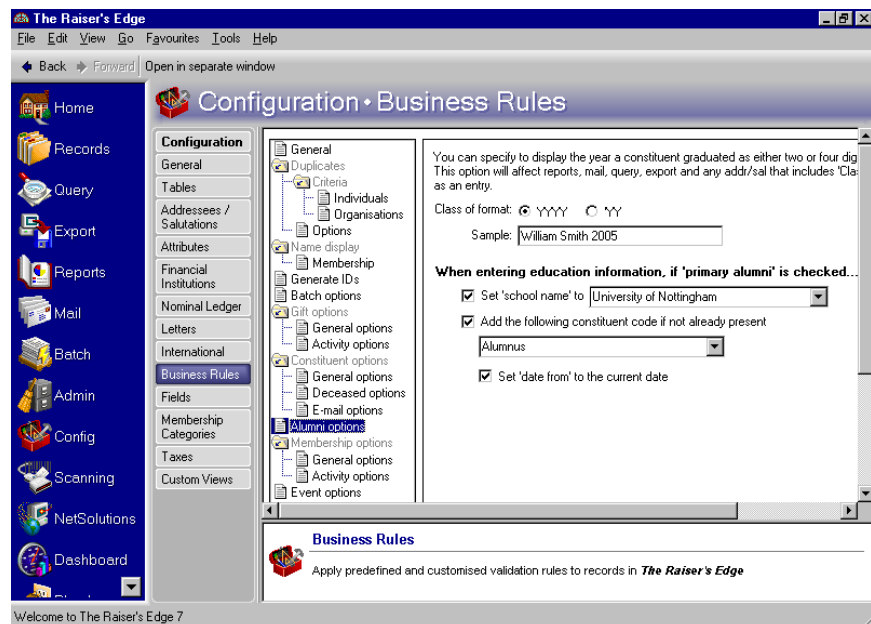 The Raiser's Edge
File Edit View Go Favourites Tools Help
Back Forward Open in separate window
Home
Records
Query
Export
Reports
Mail
Batch
Admin
Config
Scanning
NetSolutions
Dashboard
Configuration • Business Rules
Configuration
General
Tables
Addressees /
Salutations
Attributes
Financial
Institutions
Nominal Ledger
Letters
International
Business Rules
Fields
Membership
Categories
Taxes
Custom Views
General
Duplicates
Criteria
Individuals
Organisations
Options
Name display
Membership
Generate IDs
Batch options
Gift options
General options
Activity options
Constituent options
General options
Deceased options
E-mail options
Alumni options
Membership options
General options
Activity options
Event options
You can specify to display the year a constituent graduated as either two or four dig
This option will affect reports, mail, query, export and any addr/sal that includes 'Cla
as an entry.
Class of format: YYYY YY
Sample: William Smith 2005
When entering education information, if 'primary alumni' is checked...
Set 'school name' to University of Nottingham
Add the following constituent code if not already present
Alumnus
Set 'date from' to the current date
Business Rules
Apply predefined and customised validation rules to records in The Raiser's Edge
Welcome to The Raiser's Edge 7